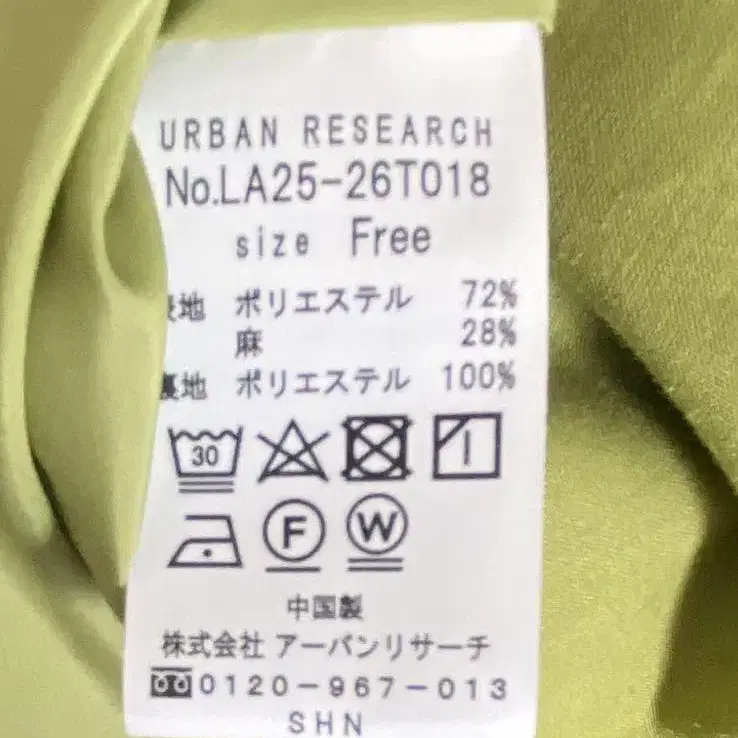 URBAN RESEARCH
No.LA25-26T018
size Free
表地 ポリエステル 72%
麻 28%
裏地 ポリエステル 100%
30
F W
中国製
株式会社 アーバンリサーチ
0120-967-013
SHN